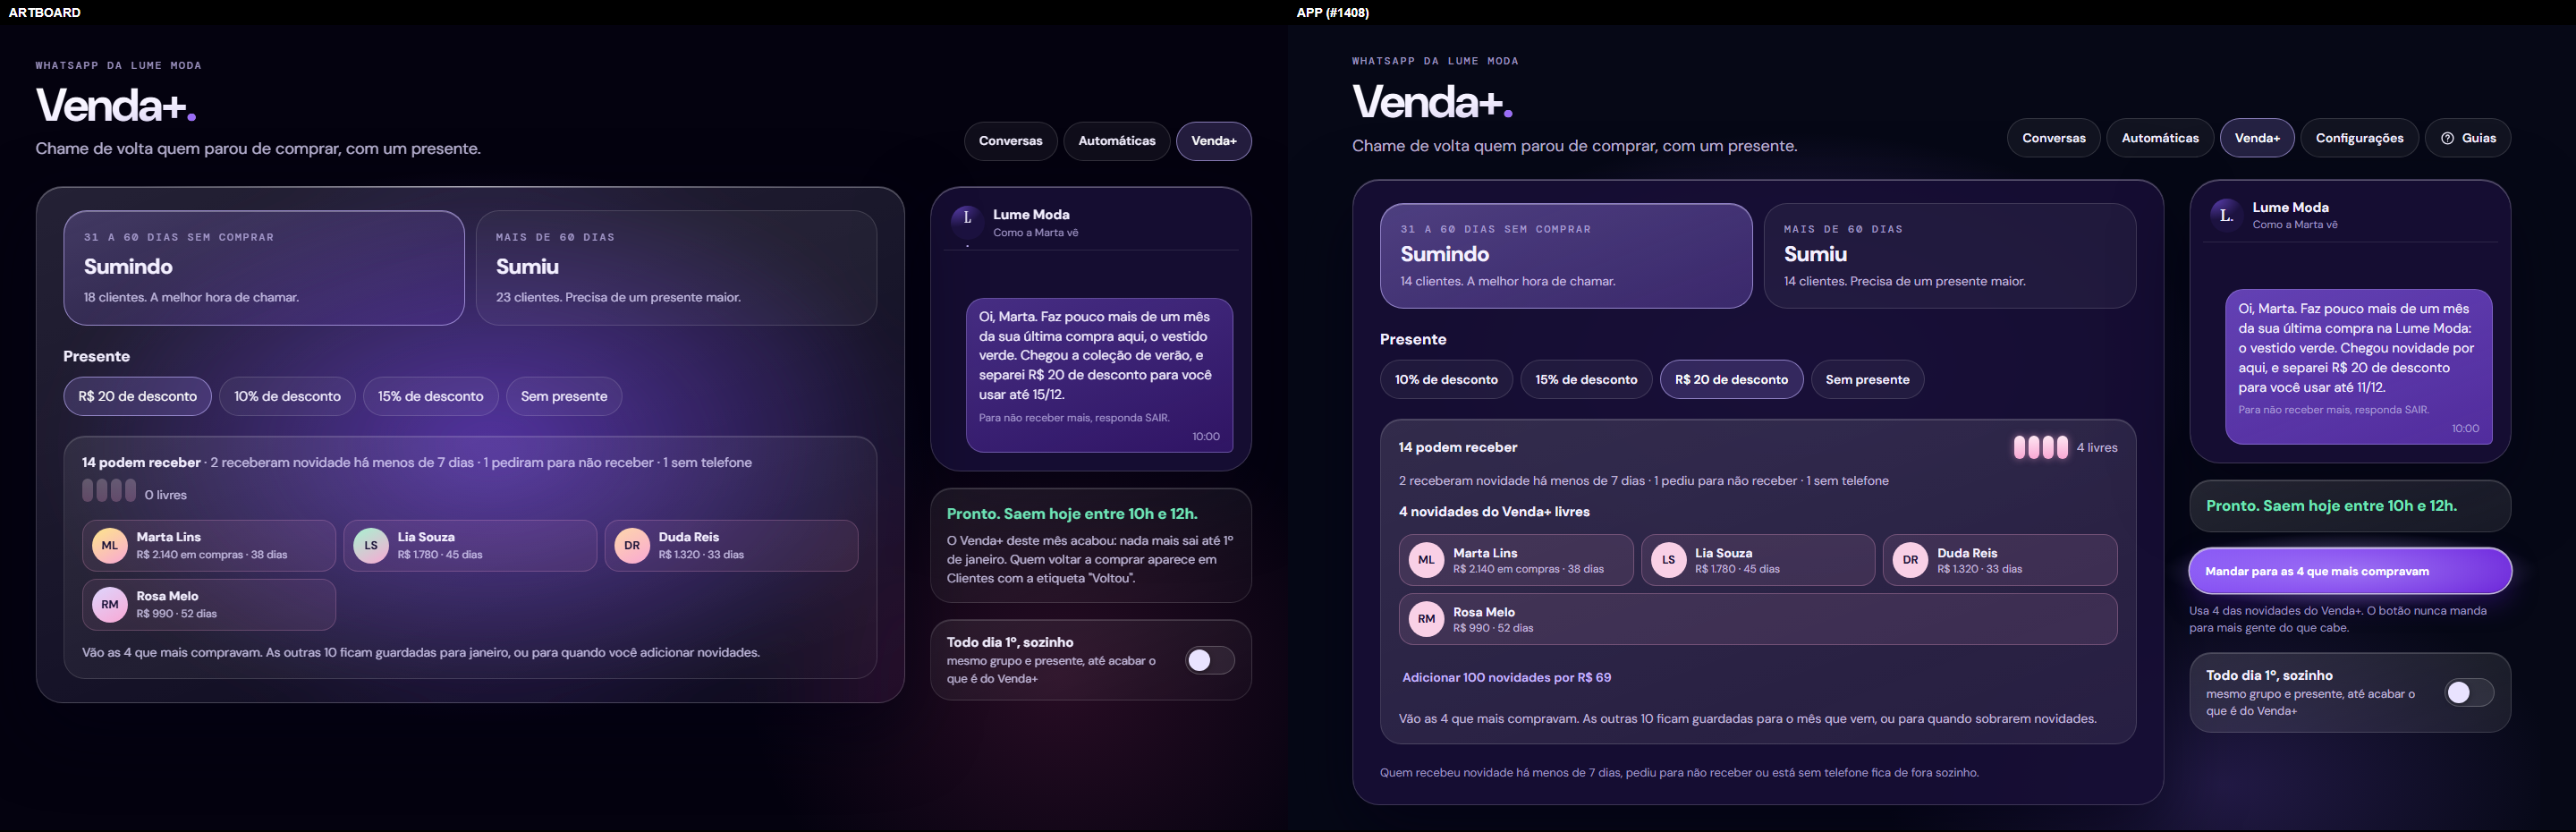 ARTBOARD
WHATSAPP DA LUME MODA
Venda+.
Chame de volta quem parou de comprar, com um presente.
Conversas
Automáticas
Venda+
31 A 60 DIAS SEM COMPRAR
Sumindo
18 clientes. A melhor hora de chamar.
MAIS DE 60 DIAS
Sumiu
23 clientes. Precisa de um presente maior.
Presente
R$ 20 de desconto
10% de desconto
15% de desconto
Sem presente
14 podem receber · 2 receberam novidade há menos de 7 dias · 1 pediram para não receber · 1 sem telefone
0 livres
ML
Marta Lins
R$ 2.140 em compras · 38 dias
LS
Lia Souza
R$ 1.780 · 45 dias
DR
Duda Reis
R$ 1.320 · 33 dias
RM
Rosa Melo
R$ 990 · 52 dias
Vão as 4 que mais compravam. As outras 10 ficam guardadas para janeiro, ou para quando você adicionar novidades.
L
.
Lume Moda
Como a Marta vê
Oi, Marta. Faz pouco mais de um mês
da sua última compra aqui, o vestido
verde. Chegou a coleção de verão, e
separei R$ 20 de desconto para você
usar até 15/12.
Para não receber mais, responda SAIR.
10:00
Pronto. Saem hoje entre 10h e 12h.
O Venda+ deste mês acabou: nada mais sai até 1º
de janeiro. Quem voltar a comprar aparece em
Clientes com a etiqueta "Voltou".
Todo dia 1º, sozinho
mesmo grupo e presente, até acabar o
que é do Venda+
APP (#1408)
WHATSAPP DA LUME MODA
Venda+.
Chame de volta quem parou de comprar, com um presente.
Conversas
Automáticas
Venda+
Configurações
Guias
31 A 60 DIAS SEM COMPRAR
Sumindo
14 clientes. A melhor hora de chamar.
MAIS DE 60 DIAS
Sumiu
14 clientes. Precisa de um presente maior.
Presente
10% de desconto
15% de desconto
R$ 20 de desconto
Sem presente
14 podem receber
4 livres
2 receberam novidade há menos de 7 dias · 1 pediu para não receber · 1 sem telefone
4 novidades do Venda+ livres
ML
Marta Lins
R$ 2.140 em compras · 38 dias
LS
Lia Souza
R$ 1.780 · 45 dias
DR
Duda Reis
R$ 1.320 · 33 dias
RM
Rosa Melo
R$ 990 · 52 dias
Adicionar 100 novidades por R$ 69
Vão as 4 que mais compravam. As outras 10 ficam guardadas para o mês que vem, ou para quando sobrarem novidades.
Quem recebeu novidade há menos de 7 dias, pediu para não receber ou está sem telefone fica de fora sozinho.
L.
Lume Moda
Como a Marta vê
Oi, Marta. Faz pouco mais de um mês
da sua última compra na Lume Moda:
o vestido verde. Chegou novidade por
aqui, e separei R$ 20 de desconto
para você usar até 11/12.
Para não receber mais, responda SAIR.
10:00
Pronto. Saem hoje entre 10h e 12h.
Mandar para as 4 que mais compravam
Usa 4 das novidades do Venda+. O botão nunca manda
para mais gente do que cabe.
Todo dia 1º, sozinho
mesmo grupo e presente, até acabar o
que é do Venda+